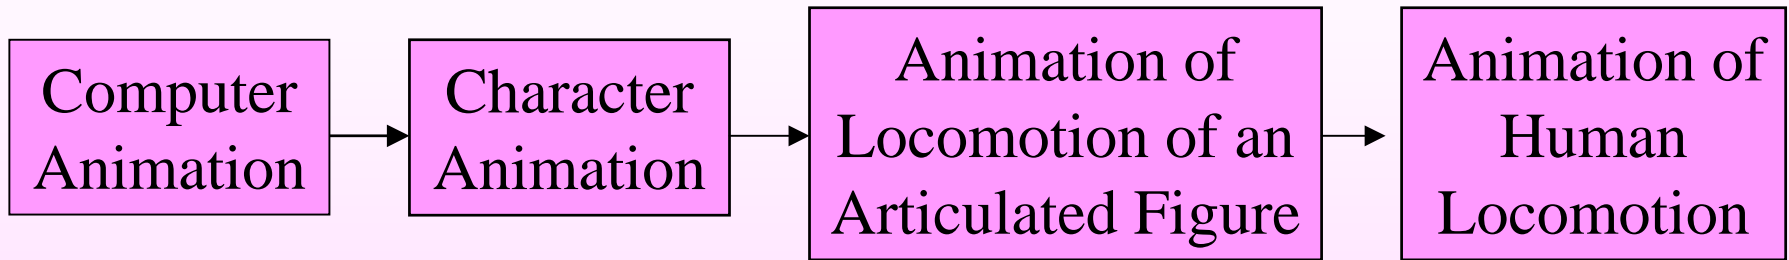 Computer
Animation
Character
Animation
Animation of
Locomotion of an
Articulated Figure
Animation of
Human
Locomotion